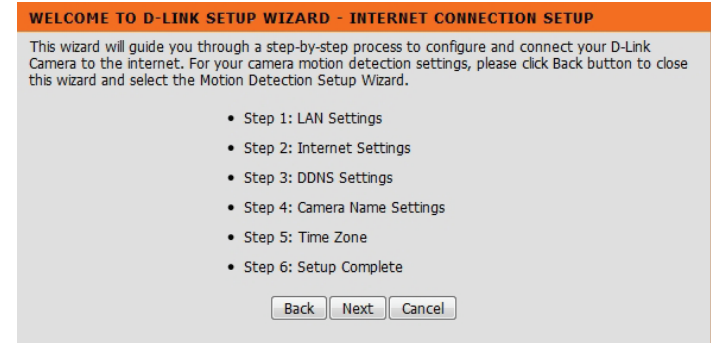 WELCOME TO D-LINK SETUP WIZARD - INTERNET CONNECTION SETUP
This wizard will guide you through a step-by-step process to configure and connect your D-Link
Camera to the internet. For your camera motion detection settings, please click Back button to close
this wizard and select the Motion Detection Setup Wizard.
• Step 1: LAN Settings
• Step 2: Internet Settings
• Step 3: DDNS Settings
• Step 4: Camera Name Settings
• Step 5: Time Zone
• Step 6: Setup Complete
Back Next Cancel